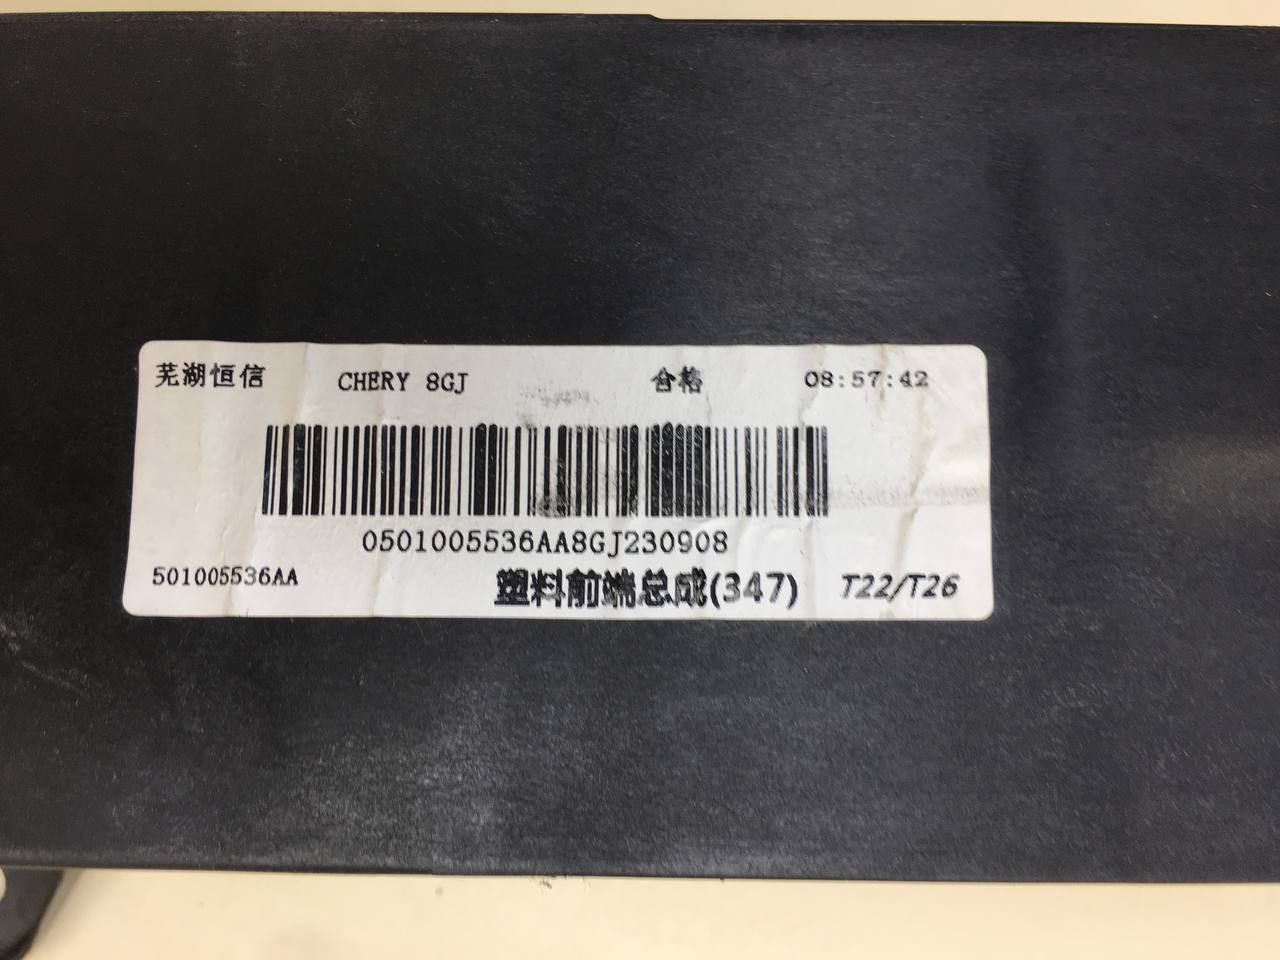 芜湖恒信 CHERY 8GJ 合格 08:57:42
0501005536AA8GJ230908
501005536AA 塑料前端总成(347) T22/T26